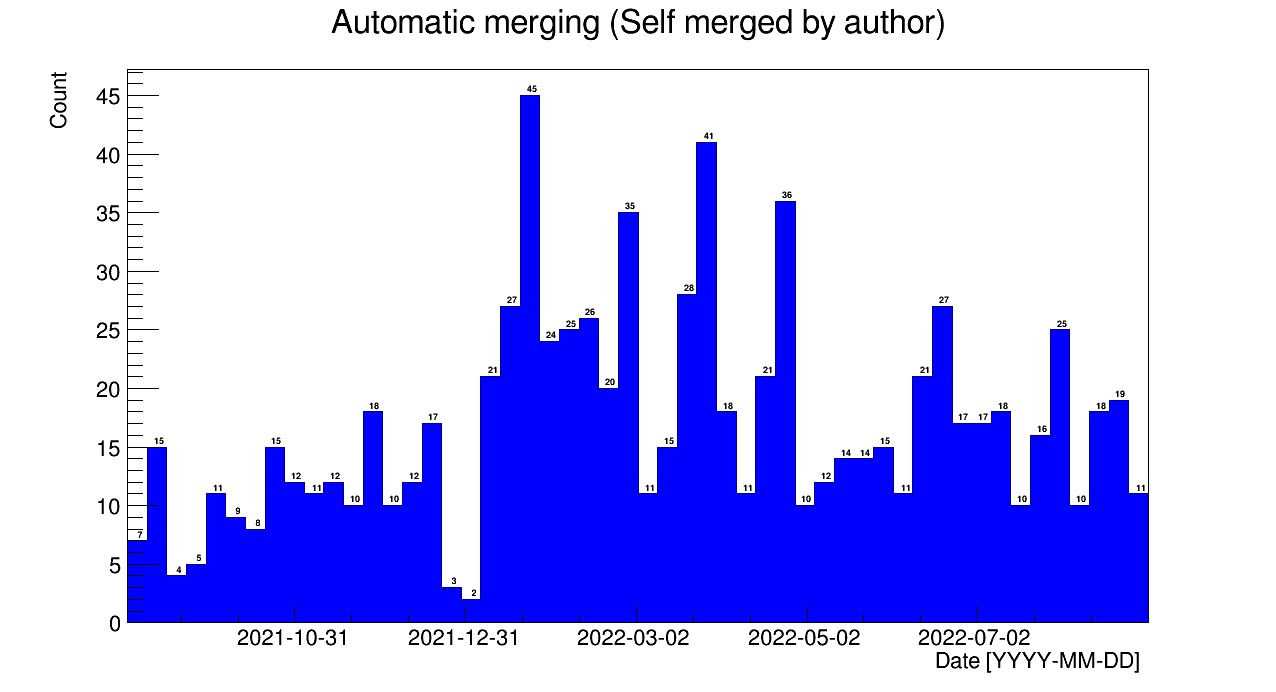 Automatic merging (Self merged by author)
Count
45
40
35
30
25
20
15
10
5
0
7 15 4 5 11 9 8 15 12 11 12 10 18 10 12 17 3 2 21 27 45 24 25 26 20 35 11 15 28 41 18 11 21 36 10 12 14 14 15 11 21 27 17 17 18 10 16 25 10 18 19 11
2021-10-31 2021-12-31 2022-03-02 2022-05-02 2022-07-02
Date [YYYY-MM-DD]